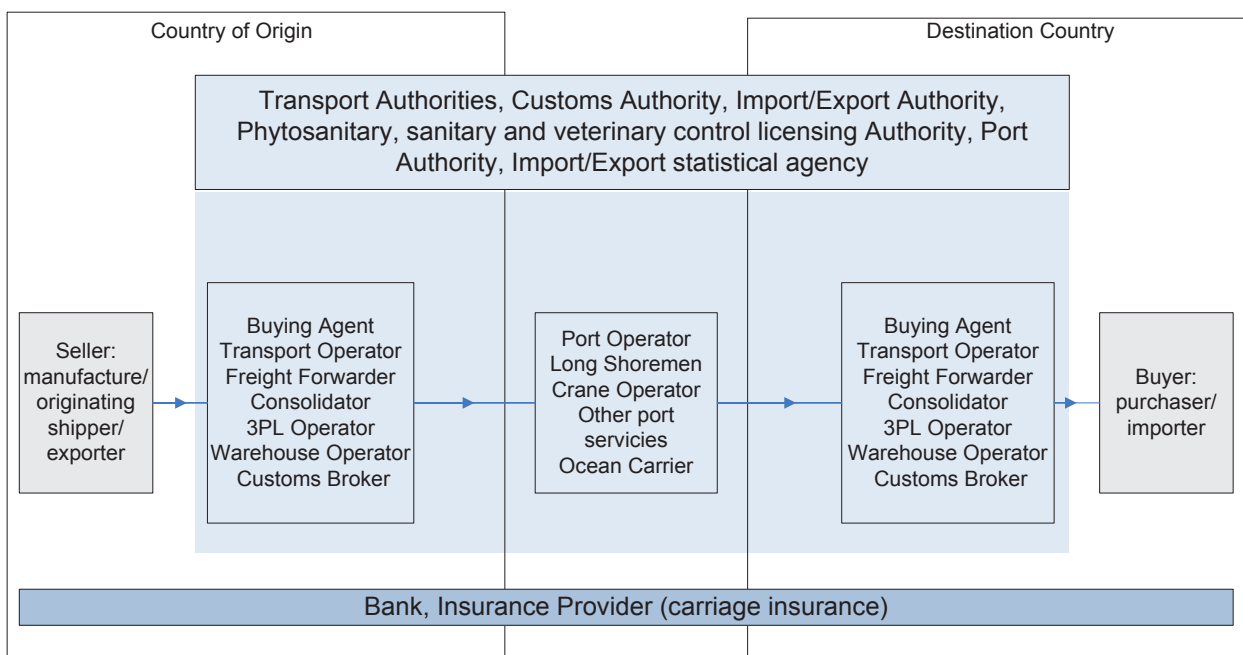 Country of Origin
Destination Country
Transport Authorities, Customs Authority, Import/Export Authority,
Phytosanitary, sanitary and veterinary control licensing Authority, Port
Authority, Import/Export statistical agency
Seller:
manufacture/
originating
shipper/
exporter
Buying Agent
Transport Operator
Freight Forwarder
Consolidator
3PL Operator
Warehouse Operator
Customs Broker
Port Operator
Long Shoremen
Crane Operator
Other port
servicies
Ocean Carrier
Buying Agent
Transport Operator
Freight Forwarder
Consolidator
3PL Operator
Warehouse Operator
Customs Broker
Buyer:
purchaser/
importer
Bank, Insurance Provider (carriage insurance)